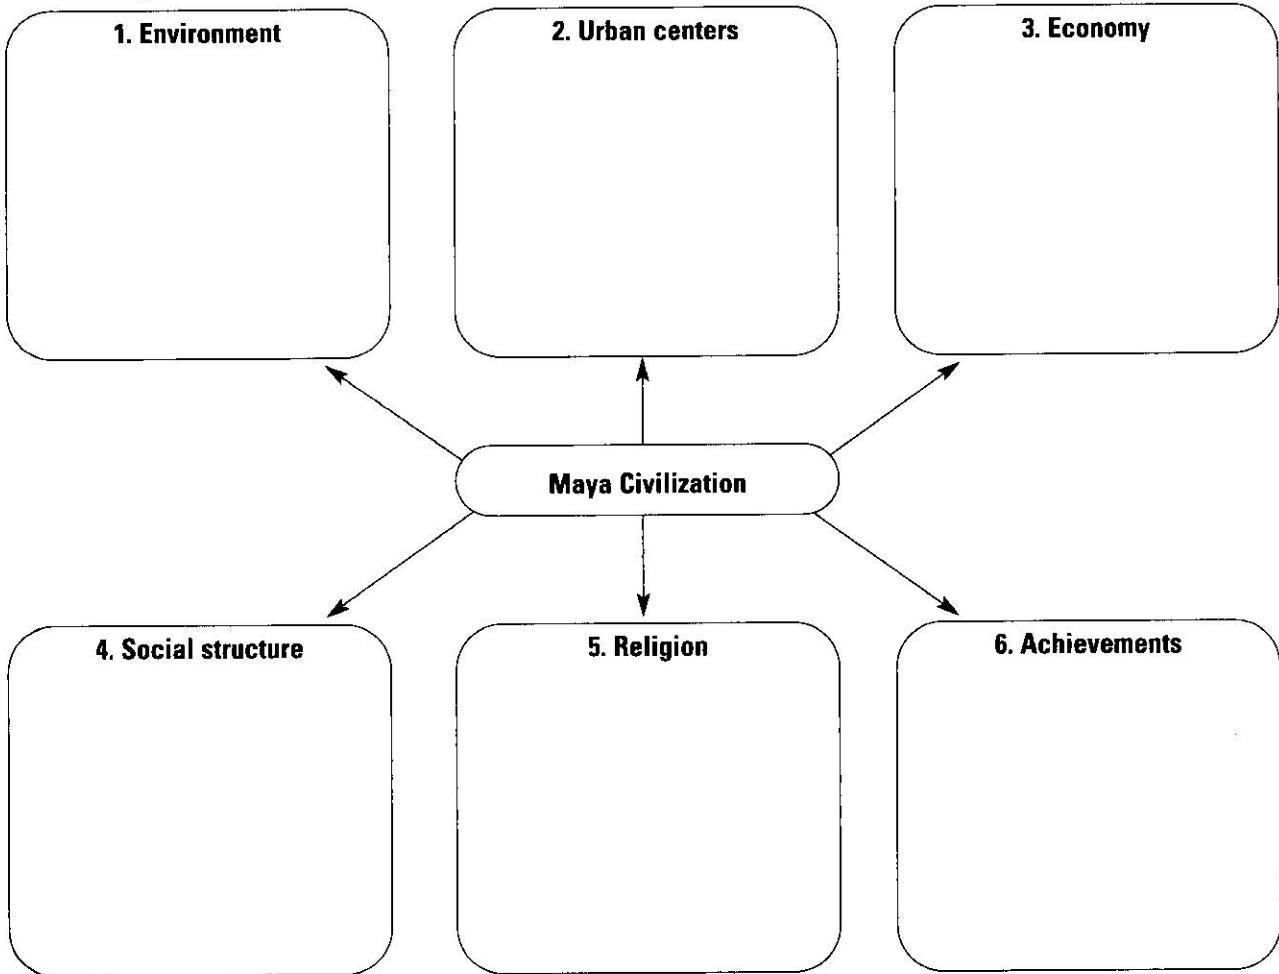 1. Environment
2. Urban centers
3. Economy
Maya Civilization
4. Social structure
5. Religion
6. Achievements